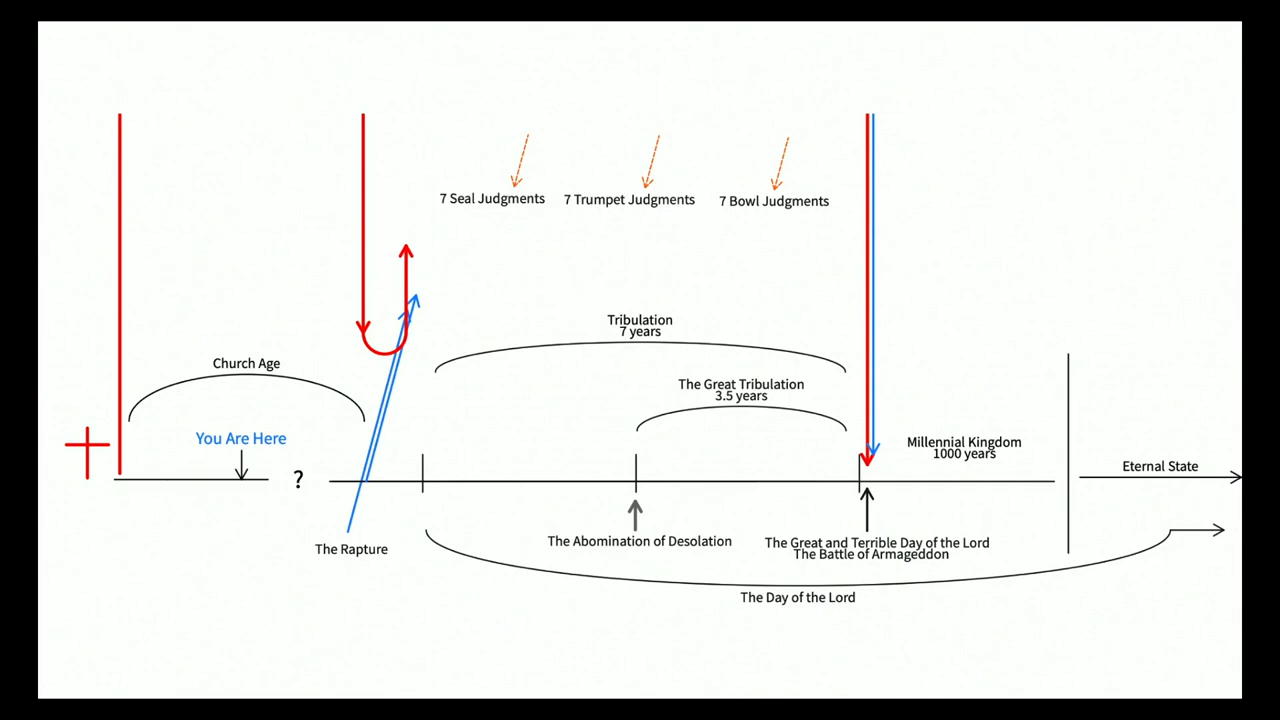 7 Seal Judgments
7 Trumpet Judgments
7 Bowl Judgments
Tribulation
7 years
Church Age
The Great Tribulation
3.5 years
You Are Here
?
Millennial Kingdom
1000 years
Eternal State
The Rapture
The Abomination of Desolation
The Great and Terrible Day of the Lord
The Battle of Armageddon
The Day of the Lord